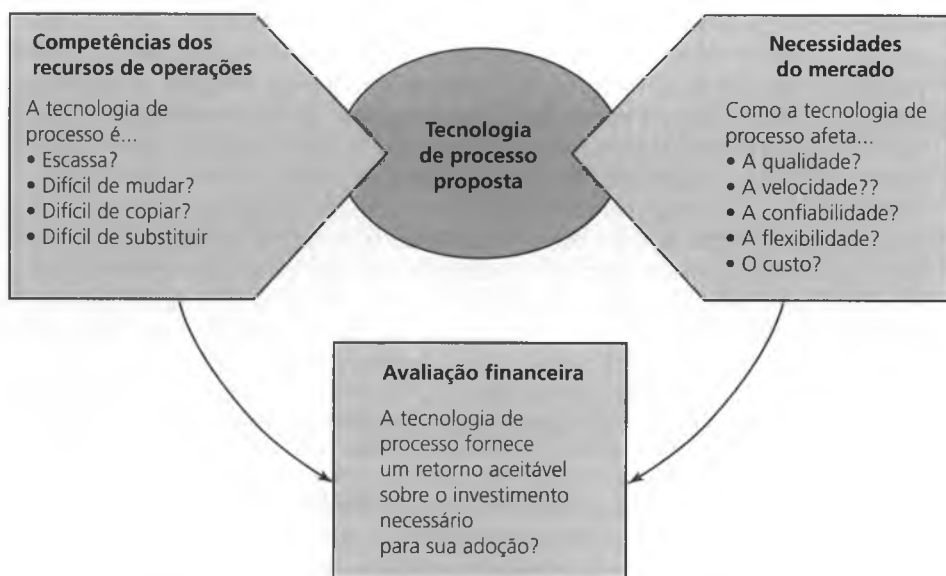 Competências dos
recursos de operações
A tecnologia de
processo é...
• Escassa?
• Difícil de mudar?
• Difícil de copiar?
• Difícil de substituir
Tecnologia
de processo
proposta
Necessidades
do mercado
Como a tecnologia de
processo afeta...
• A qualidade?
• A velocidade??
• A confiabilidade?
• A flexibilidade?
• O custo?
Avaliação financeira
A tecnologia de
processo fornece
um retorno aceitável
sobre o investimento
necessário
para sua adoção?